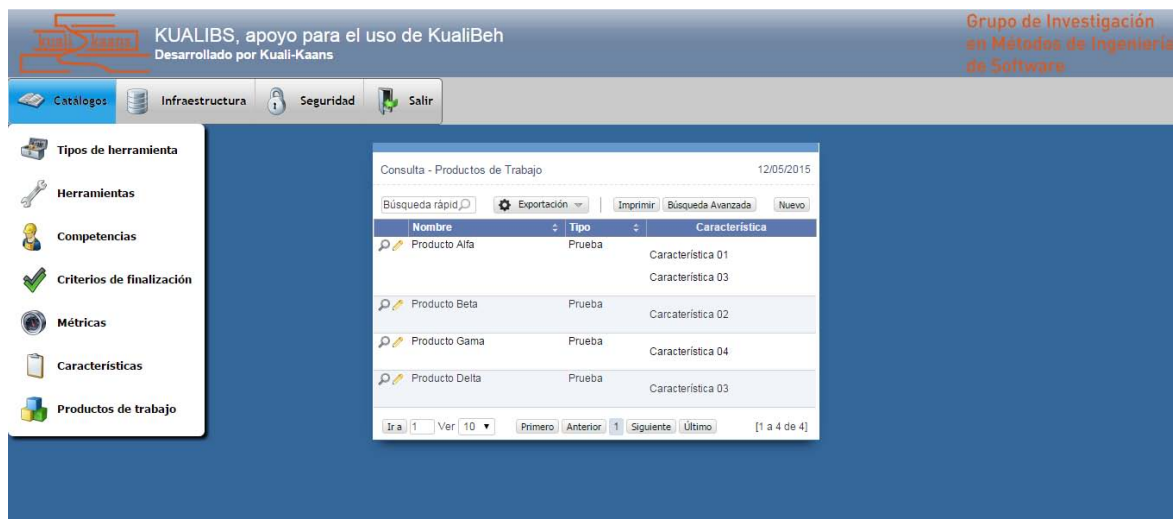 kuali kaans
KUALIBS, apoyo para el uso de KualiBeh
Desarrollado por Kuali-Kaans
Grupo de Investigación
en Métodos de Ingeniería
de Software
Catálogos Infraestructura Seguridad Salir
Tipos de herramienta
Herramientas
Competencias
Criterios de finalización
Métricas
Características
Productos de trabajo
Consulta - Productos de Trabajo 12/05/2015
Búsqueda rápid Exportación Imprimir Búsqueda Avanzada Nuevo
Nombre Tipo Característica
Producto Alfa Prueba
Característica 01
Característica 03
Producto Beta Prueba
Carcaterística 02
Producto Gama Prueba
Característica 04
Producto Delta Prueba
Característica 03
Ir a 1 Ver 10 Primero Anterior 1 Siguiente Último [1 a 4 de 4]